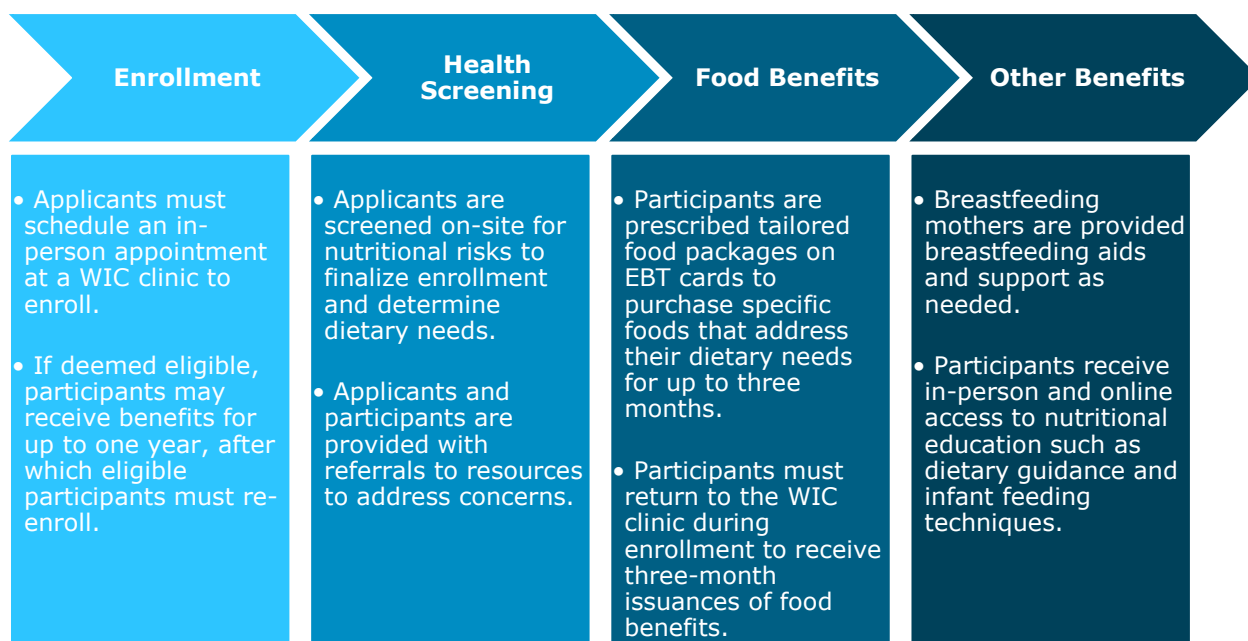 Enrollment
Health
Screening
Food Benefits
Other Benefits
• Applicants must
schedule an in-
person appointment
at a WIC clinic to
enroll.
• If deemed eligible,
participants may
receive benefits for
up to one year, after
which eligible
participants must re-
enroll.
• Applicants are
screened on-site for
nutritional risks to
finalize enrollment
and determine
dietary needs.
• Applicants and
participants are
provided with
referrals to resources
to address concerns.
• Participants are
prescribed tailored
food packages on
EBT cards to
purchase specific
foods that address
their dietary needs
for up to three
months.
• Participants must
return to the WIC
clinic during
enrollment to receive
three-month
issuances of food
benefits.
• Breastfeeding
mothers are provided
breastfeeding aids
and support as
needed.
• Participants receive
in-person and online
access to nutritional
education such as
dietary guidance and
infant feeding
techniques.